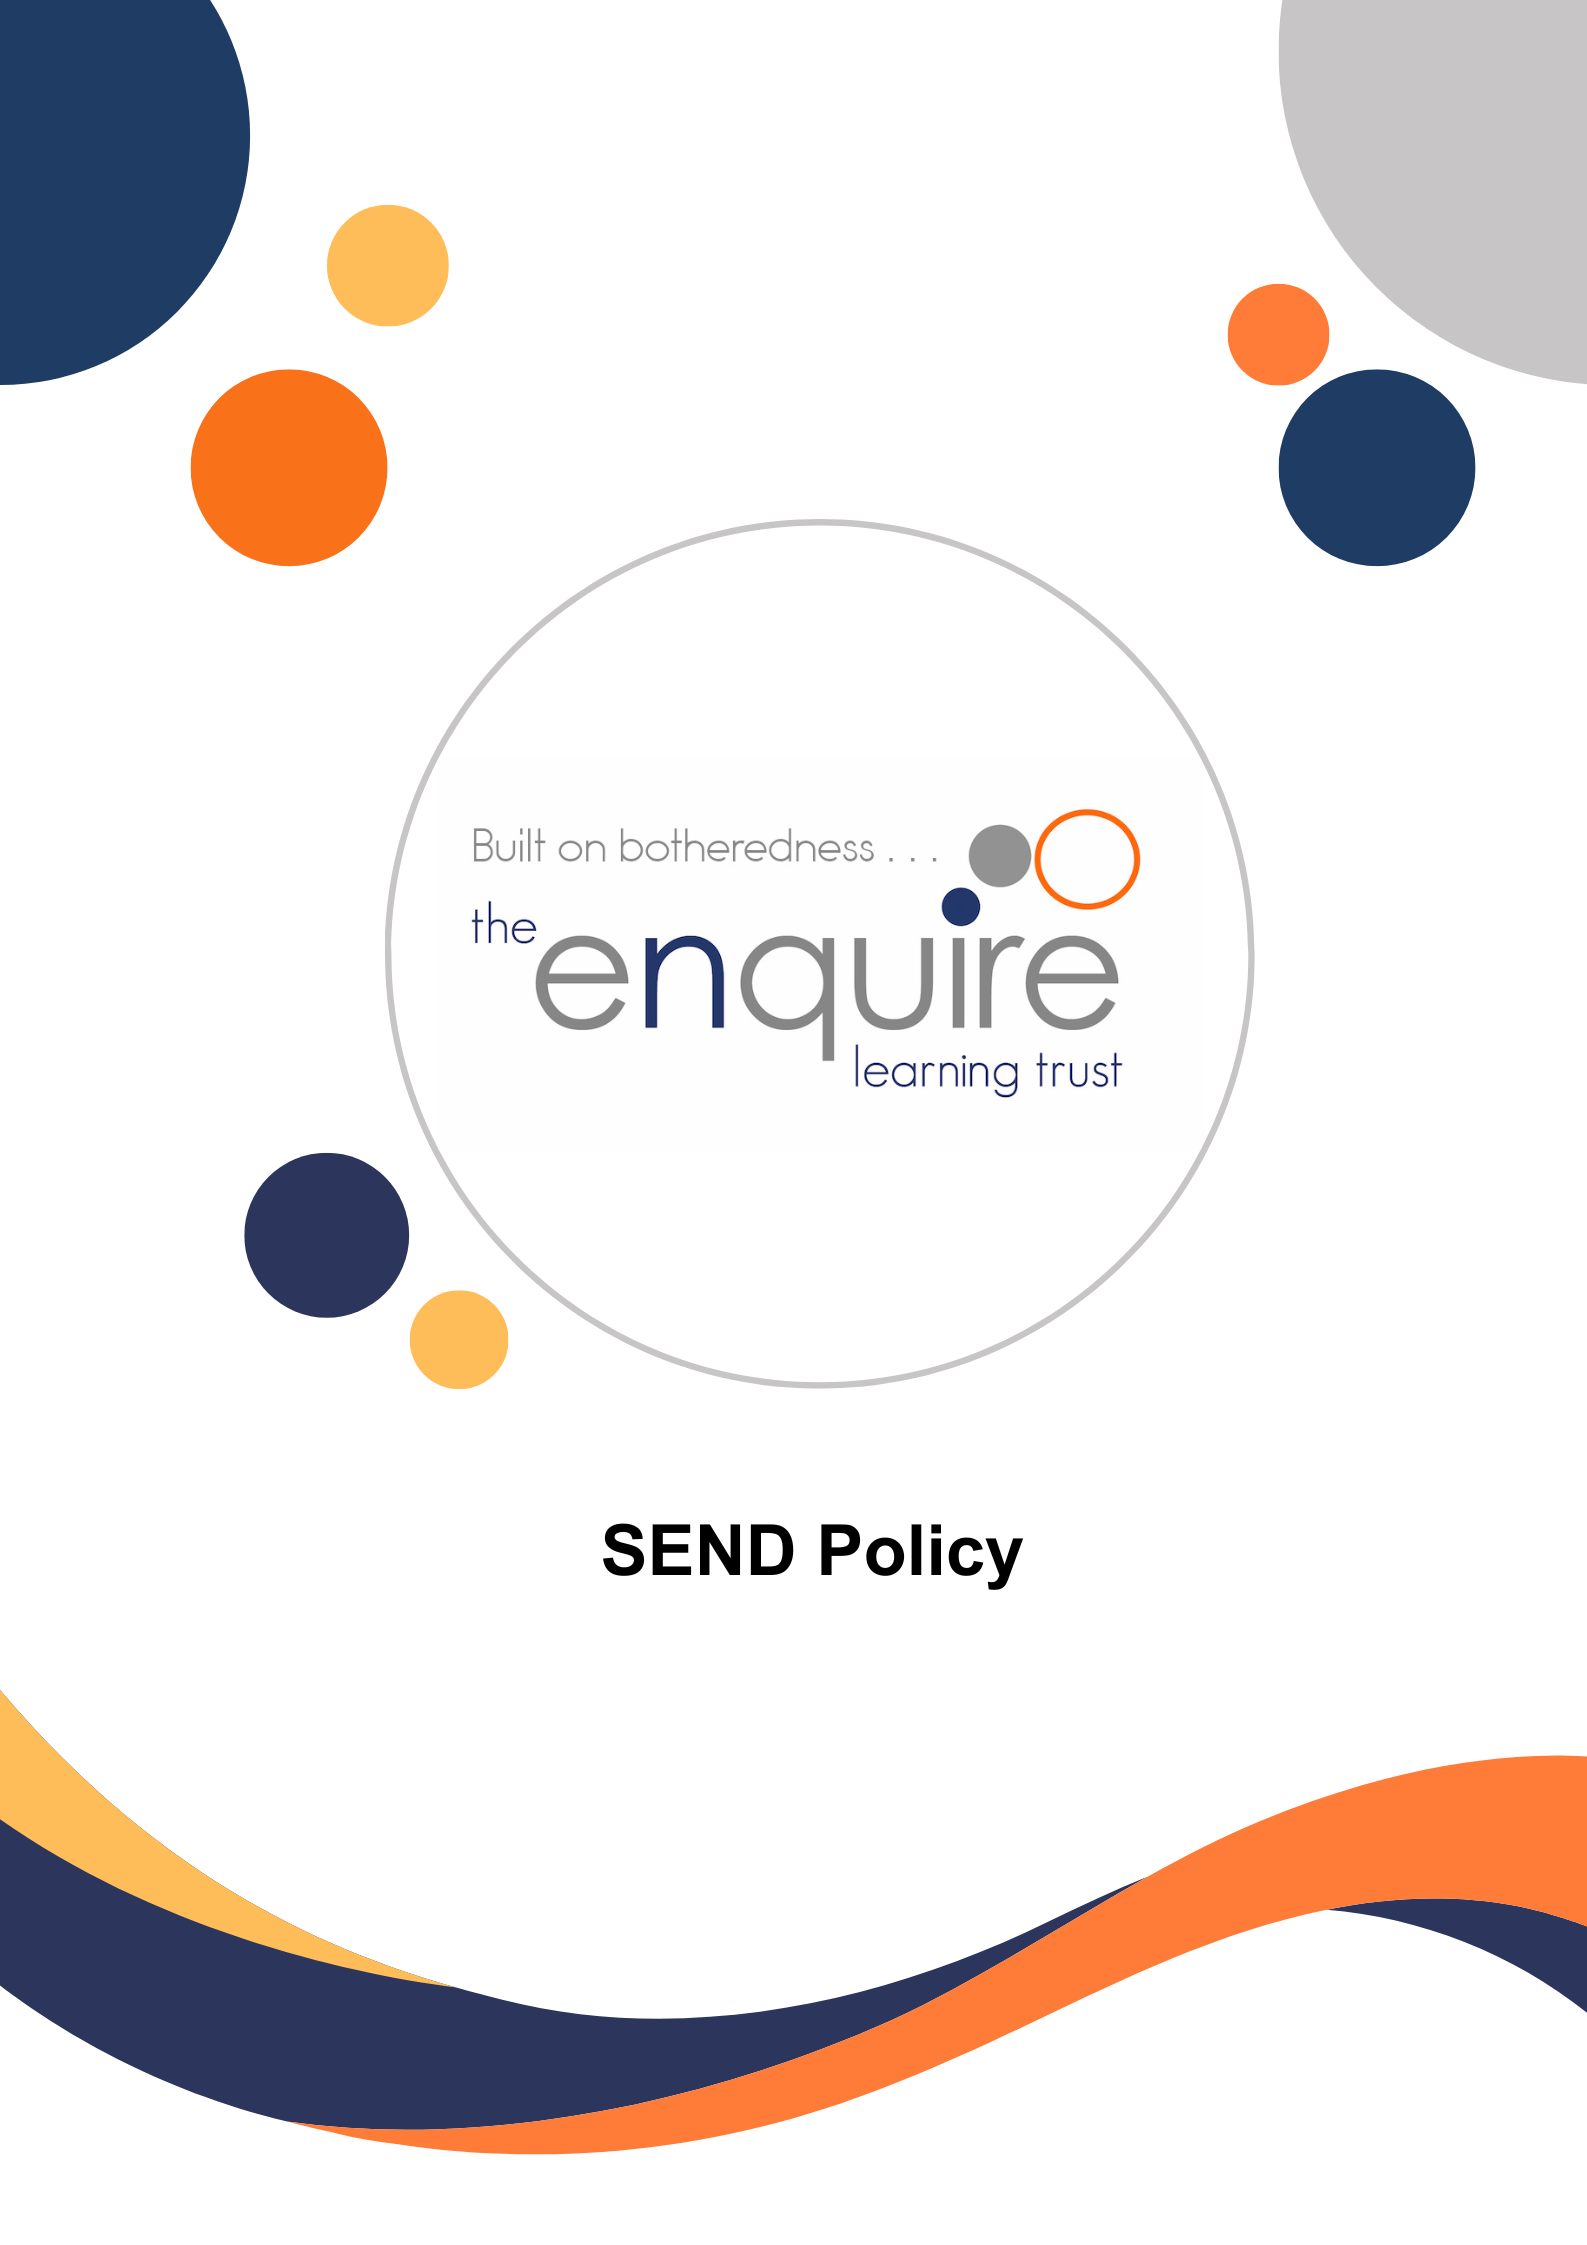 Built on botheredness . . .
the
enquire
learning trust
SEND Policy